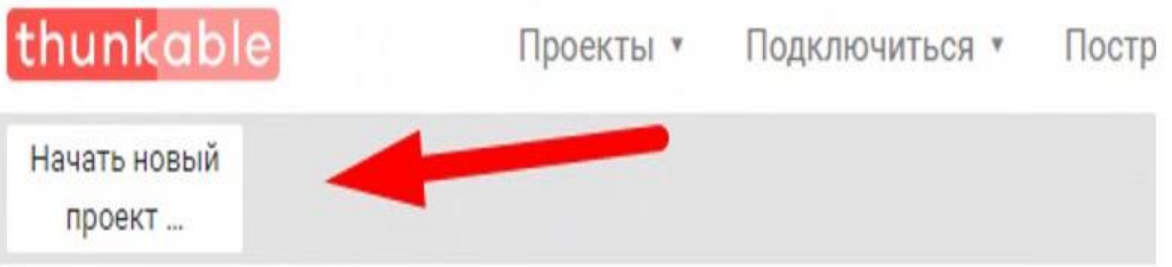 thunkable
Проекты ▾ Подключиться ▾ Постр
Начать новый
проект ...